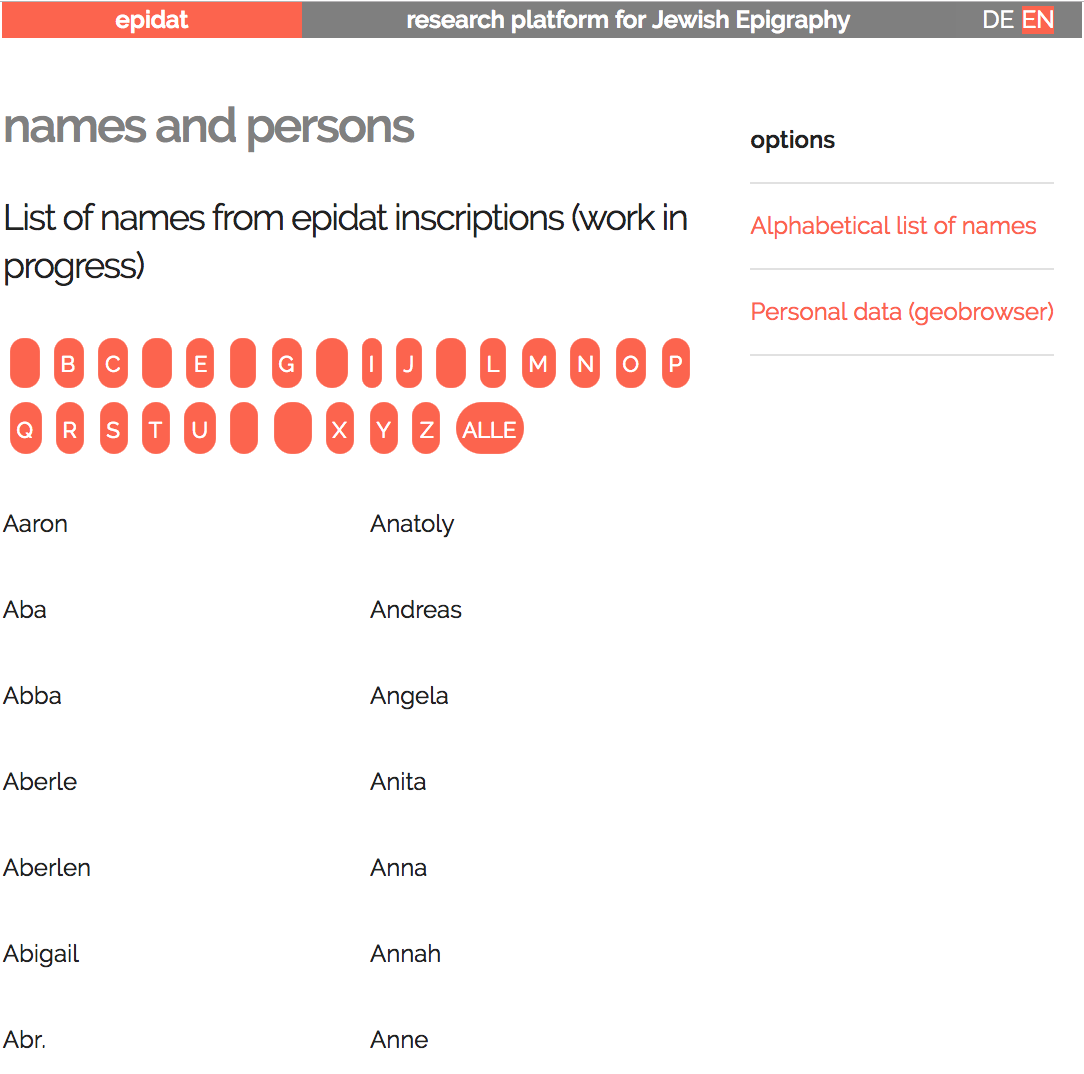 epidat research platform for Jewish Epigraphy DE EN
names and persons
List of names from epidat inscriptions (work in
progress)
B C E G I J L M N O P
Q R S T U X Y Z ALLE
Aaron
Aba
Abba
Aberle
Aberlen
Abigail
Abr.
Anatoly
Andreas
Angela
Anita
Anna
Annah
Anne
options
Alphabetical list of names
Personal data (geobrowser)